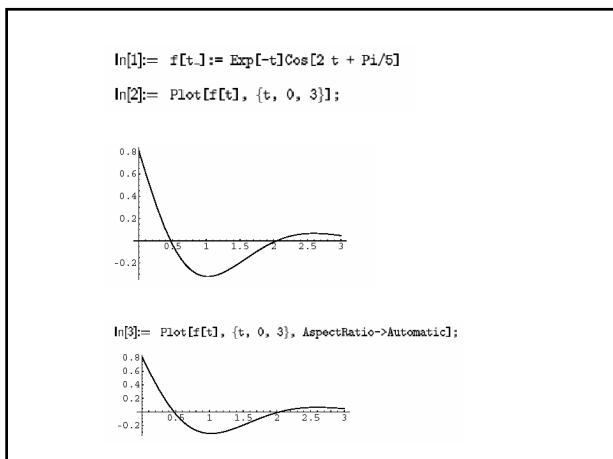 In[1]:= f[t_]:= Exp[-t]Cos[2 t + Pi/5]
In[2]:= Plot[f[t], {t, 0, 3}];
0.8
0.6
0.4
0.2
-0.2
0.5 1 1.5 2 2.5 3
In[3]:= Plot[f[t], {t, 0, 3}, AspectRatio->Automatic];
0.8
0.6
0.4
0.2
-0.2
0.5 1 1.5 2 2.5 3